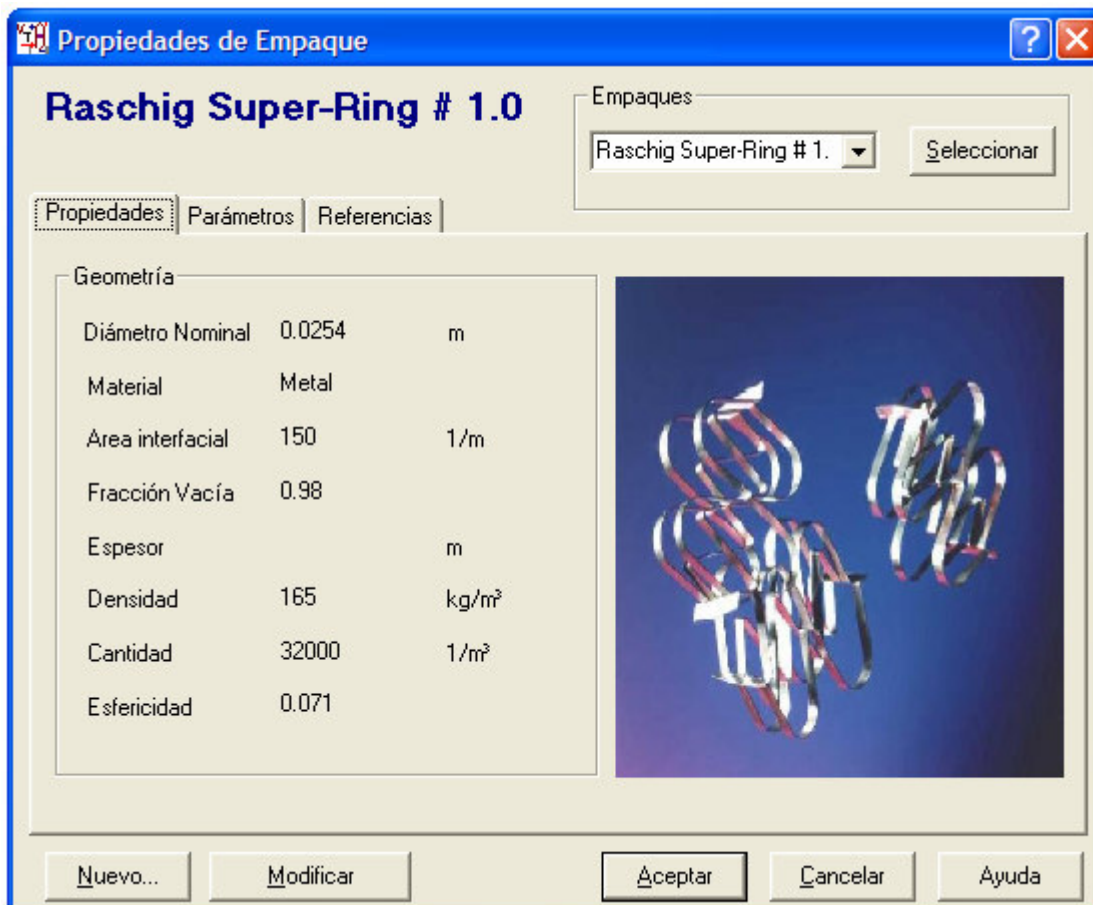 Propiedades de Empaque
Raschig Super-Ring # 1.0
Empaques
Raschig Super-Ring # 1.
Seleccionar
Propiedades
Parámetros
Referencias
Geometría
Diámetro Nominal 0.0254 m
Material Metal
Area interfacial 150 1/m
Fracción Vacía 0.98
Espesor m
Densidad 165 kg/m³
Cantidad 32000 1/m³
Esfericidad 0.071
Nuevo...
Modificar
Aceptar
Cancelar
Ayuda